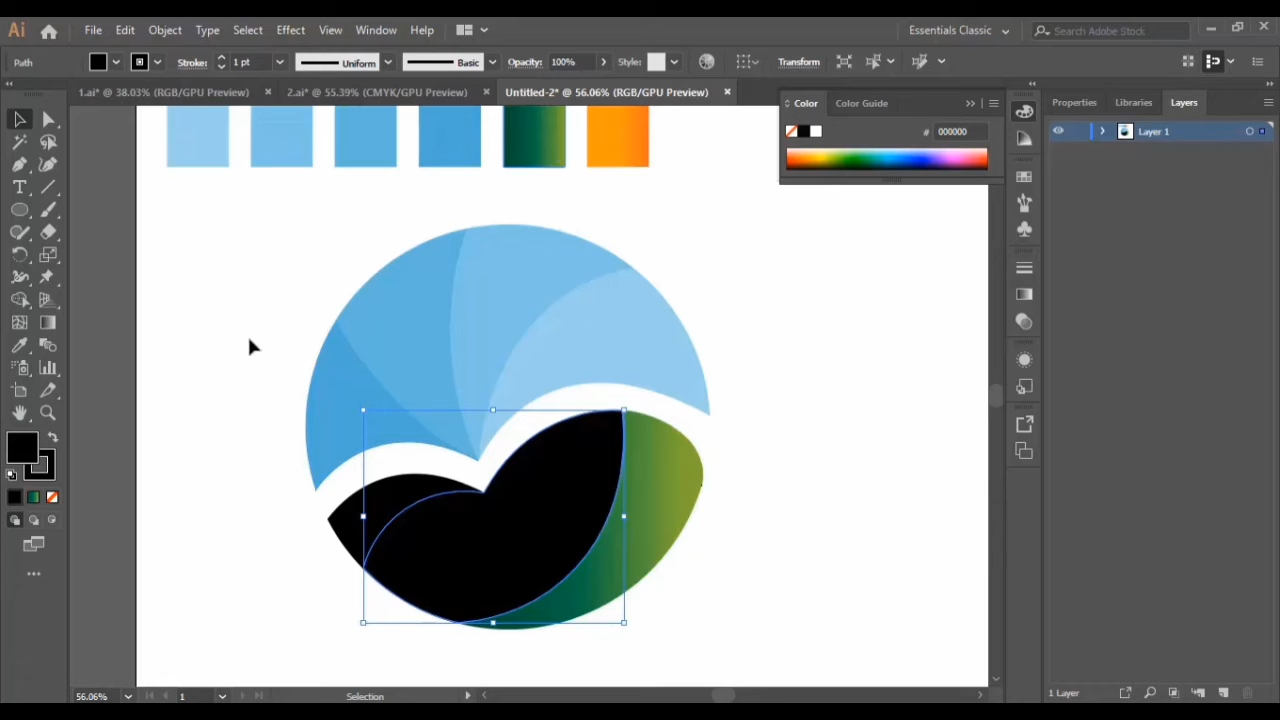 Ai File Edit Object Type Select Effect View Window Help Essentials Classic Search Adobe Stock
Path Stroke: 1 pt Uniform Basic Opacity: 100% Style: Transform
1.ai* @ 38.03% (RGB/GPU Preview) 2.ai* @ 55.39% (CMYK/GPU Preview) Untitled-2* @ 56.06% (RGB/GPU Preview)
Color Color Guide Properties Libraries Layers
# 000000 Layer 1
56.06% 1 Selection 1 Layer